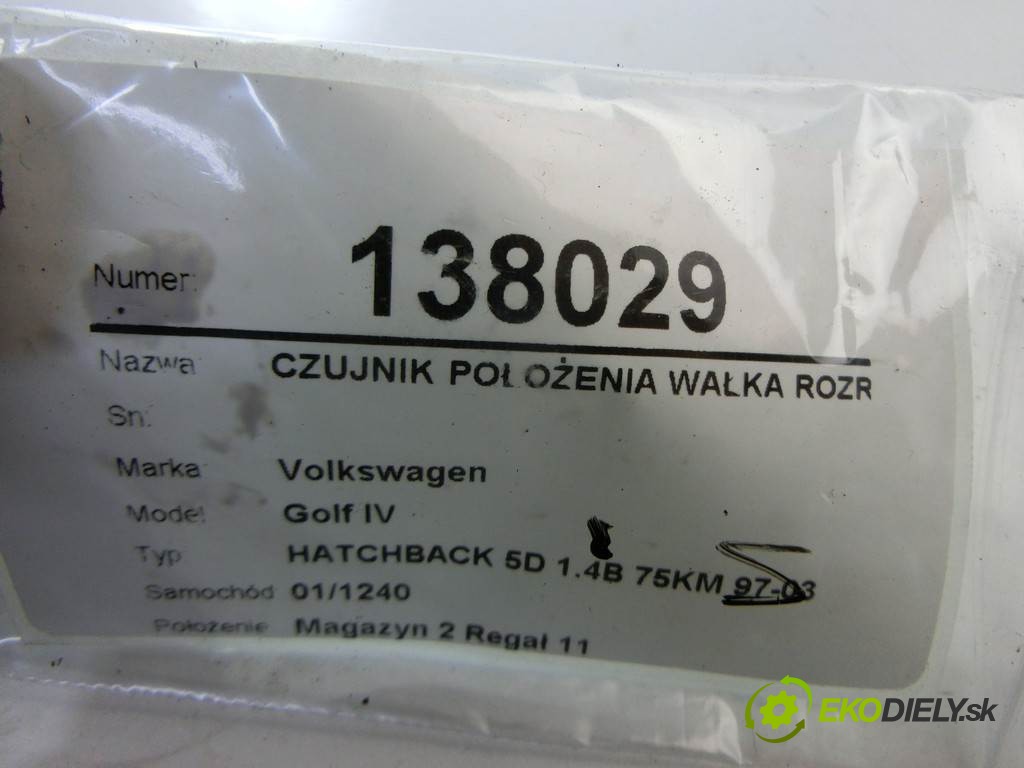 Numer: 138029
Nazwa CZUJNIK POŁOŻENIA WAŁKA ROZR
Sn:
Marka Volkswagen
Model Golf IV
Typ HATCHBACK 5D 1.4B 75KM 97-03
Samochód 01/1240
Położenie Magazyn 2 Regał 11
EKODIELY.sk